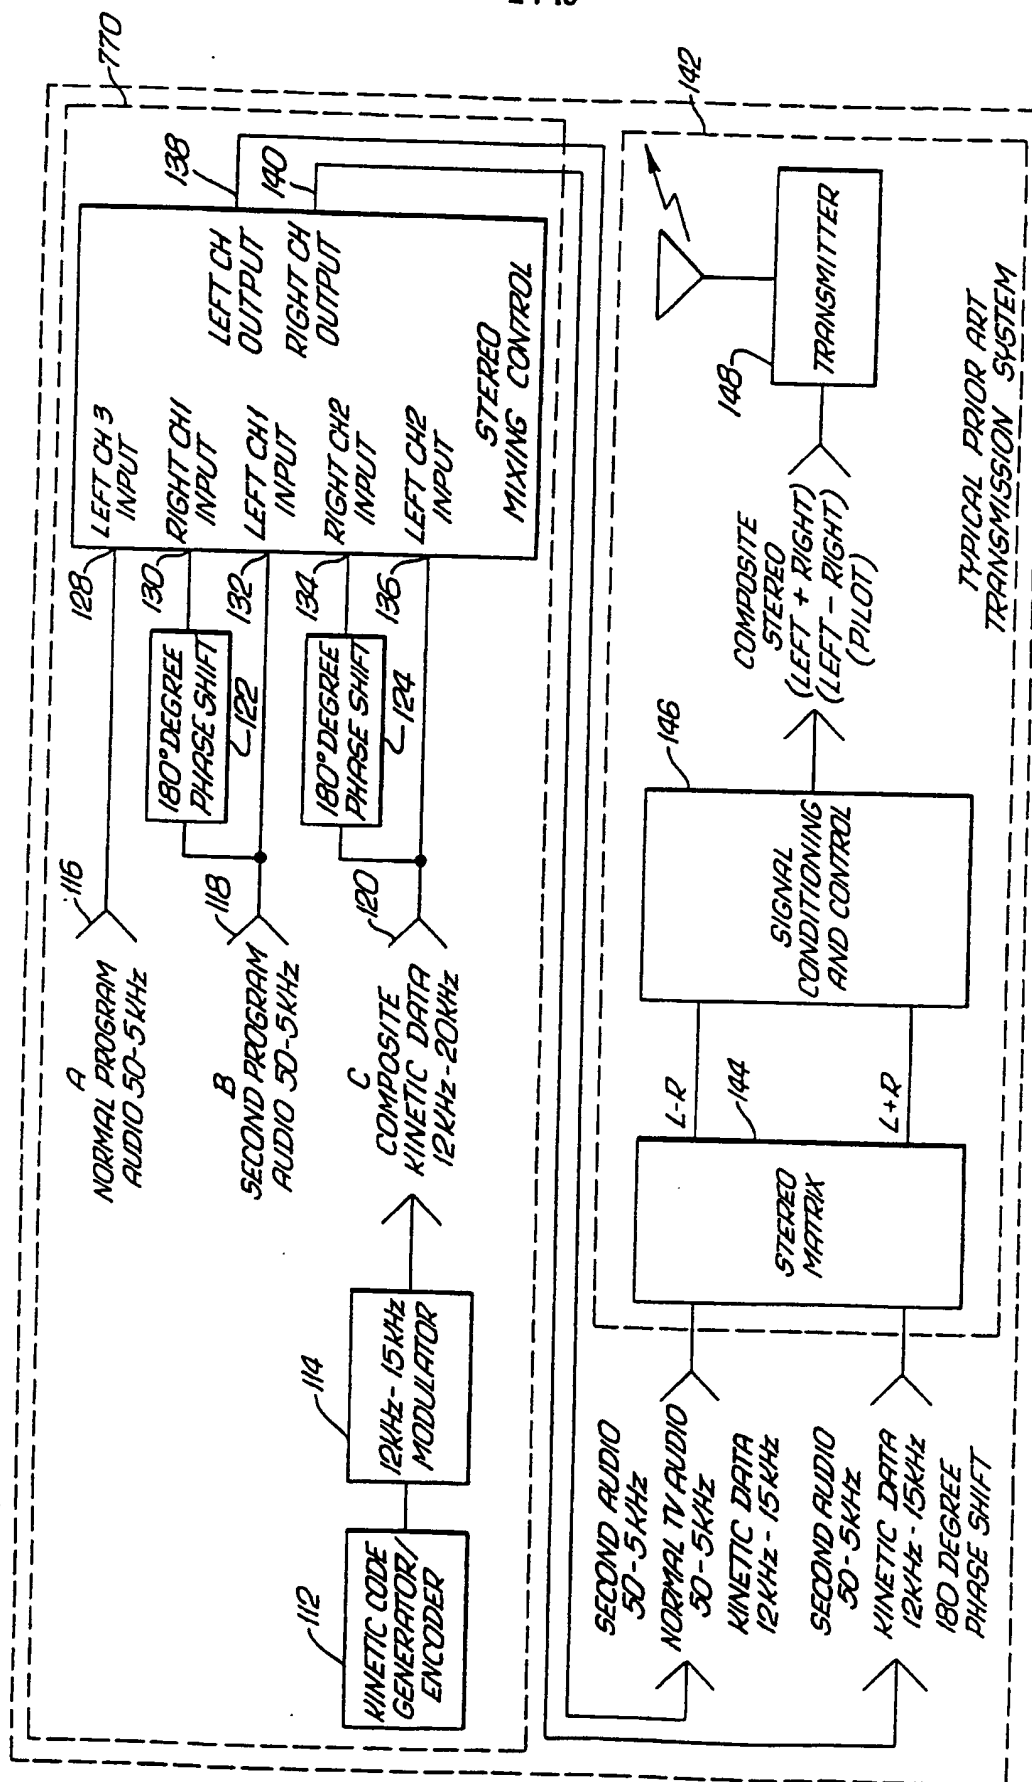 770
138
140
128
LEFT CH 3
INPUT
130
RIGHT CH1
INPUT
132
LEFT CH1
INPUT
134
RIGHT CH2
INPUT
136
LEFT CH2
INPUT
LEFT CH
OUTPUT
RIGHT CH
OUTPUT
STEREO
MIXING CONTROL
180° DEGREE
PHASE SHIFT
122
180° DEGREE
PHASE SHIFT
124
116
A
NORMAL PROGRAM
AUDIO 50-5KHz
118
B
SECOND PROGRAM
AUDIO 50-5KHz
120
C
COMPOSITE
KINETIC DATA
12KHz-20KHz
114
12KHz-15KHz
MODULATOR
112
KINETIC CODE
GENERATOR/
ENCODER
142
SECOND AUDIO
50-5KHz
NORMAL TV AUDIO
50-5KHz
KINETIC DATA
12KHz-15KHz
SECOND AUDIO
50-5KHz
KINETIC DATA
12KHz-15KHz
180 DEGREE
PHASE SHIFT
STEREO
MATRIX
144
L-R
L+R
146
SIGNAL
CONDITIONING
AND CONTROL
COMPOSITE
STEREO
(LEFT + RIGHT)
(LEFT - RIGHT)
(PILOT)
148
TRANSMITTER
TYPICAL PRIOR ART
TRANSMISSION SYSTEM